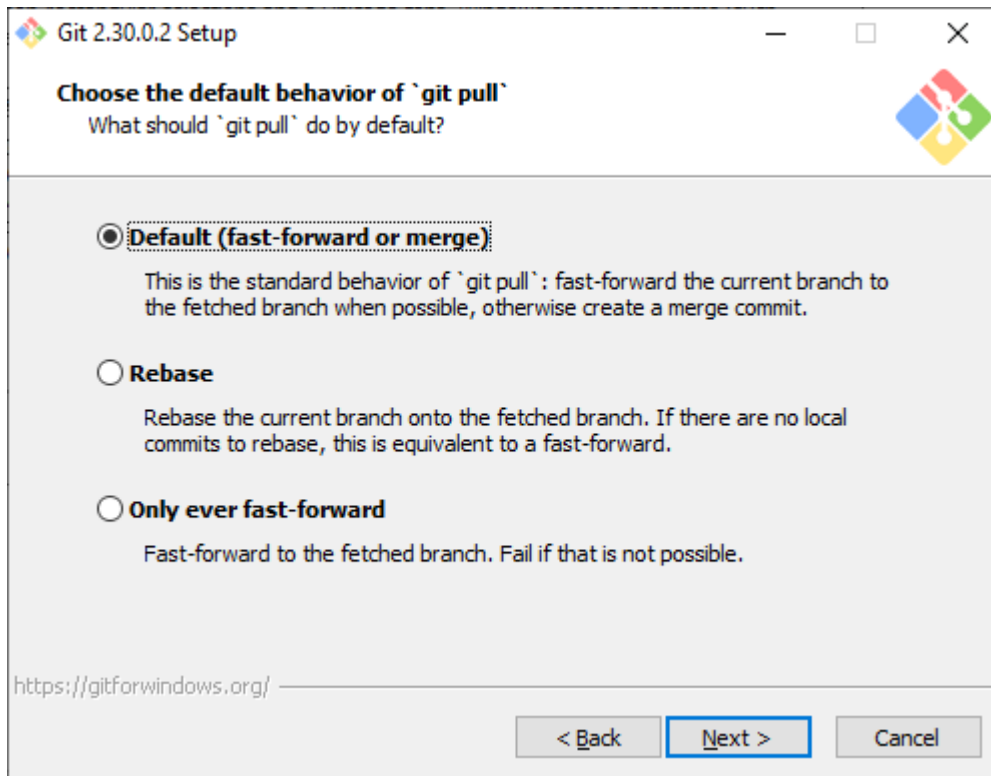 Git 2.30.0.2 Setup
Choose the default behavior of `git pull`
What should `git pull` do by default?
Default (fast-forward or merge)
This is the standard behavior of `git pull`: fast-forward the current branch to
the fetched branch when possible, otherwise create a merge commit.
Rebase
Rebase the current branch onto the fetched branch. If there are no local
commits to rebase, this is equivalent to a fast-forward.
Only ever fast-forward
Fast-forward to the fetched branch. Fail if that is not possible.
https://gitforwindows.org/
< Back
Next >
Cancel